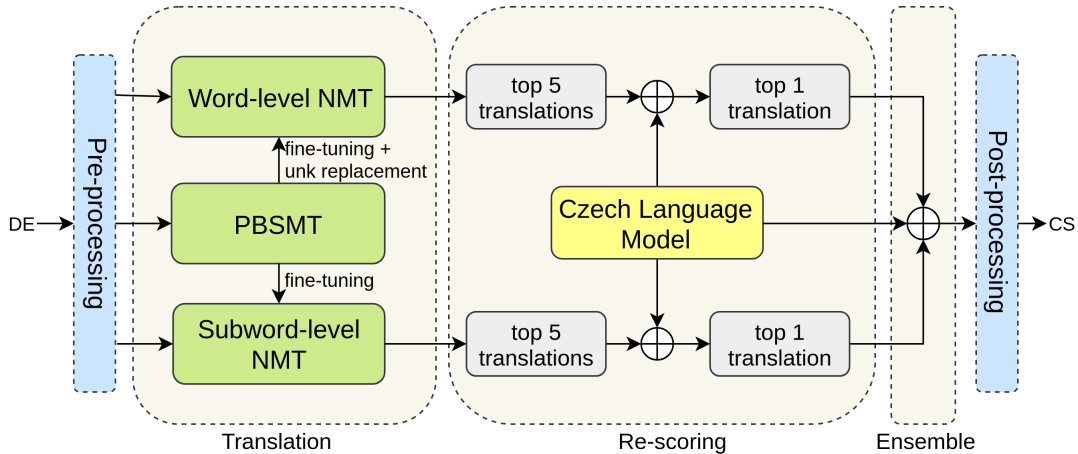 DE
Pre-processing
Word-level NMT
fine-tuning +
unk replacement
PBSMT
fine-tuning
Subword-level
NMT
Translation
top 5
translations
top 1
translation
Czech Language
Model
top 5
translations
top 1
translation
Re-scoring
Ensemble
Post-processing
CS